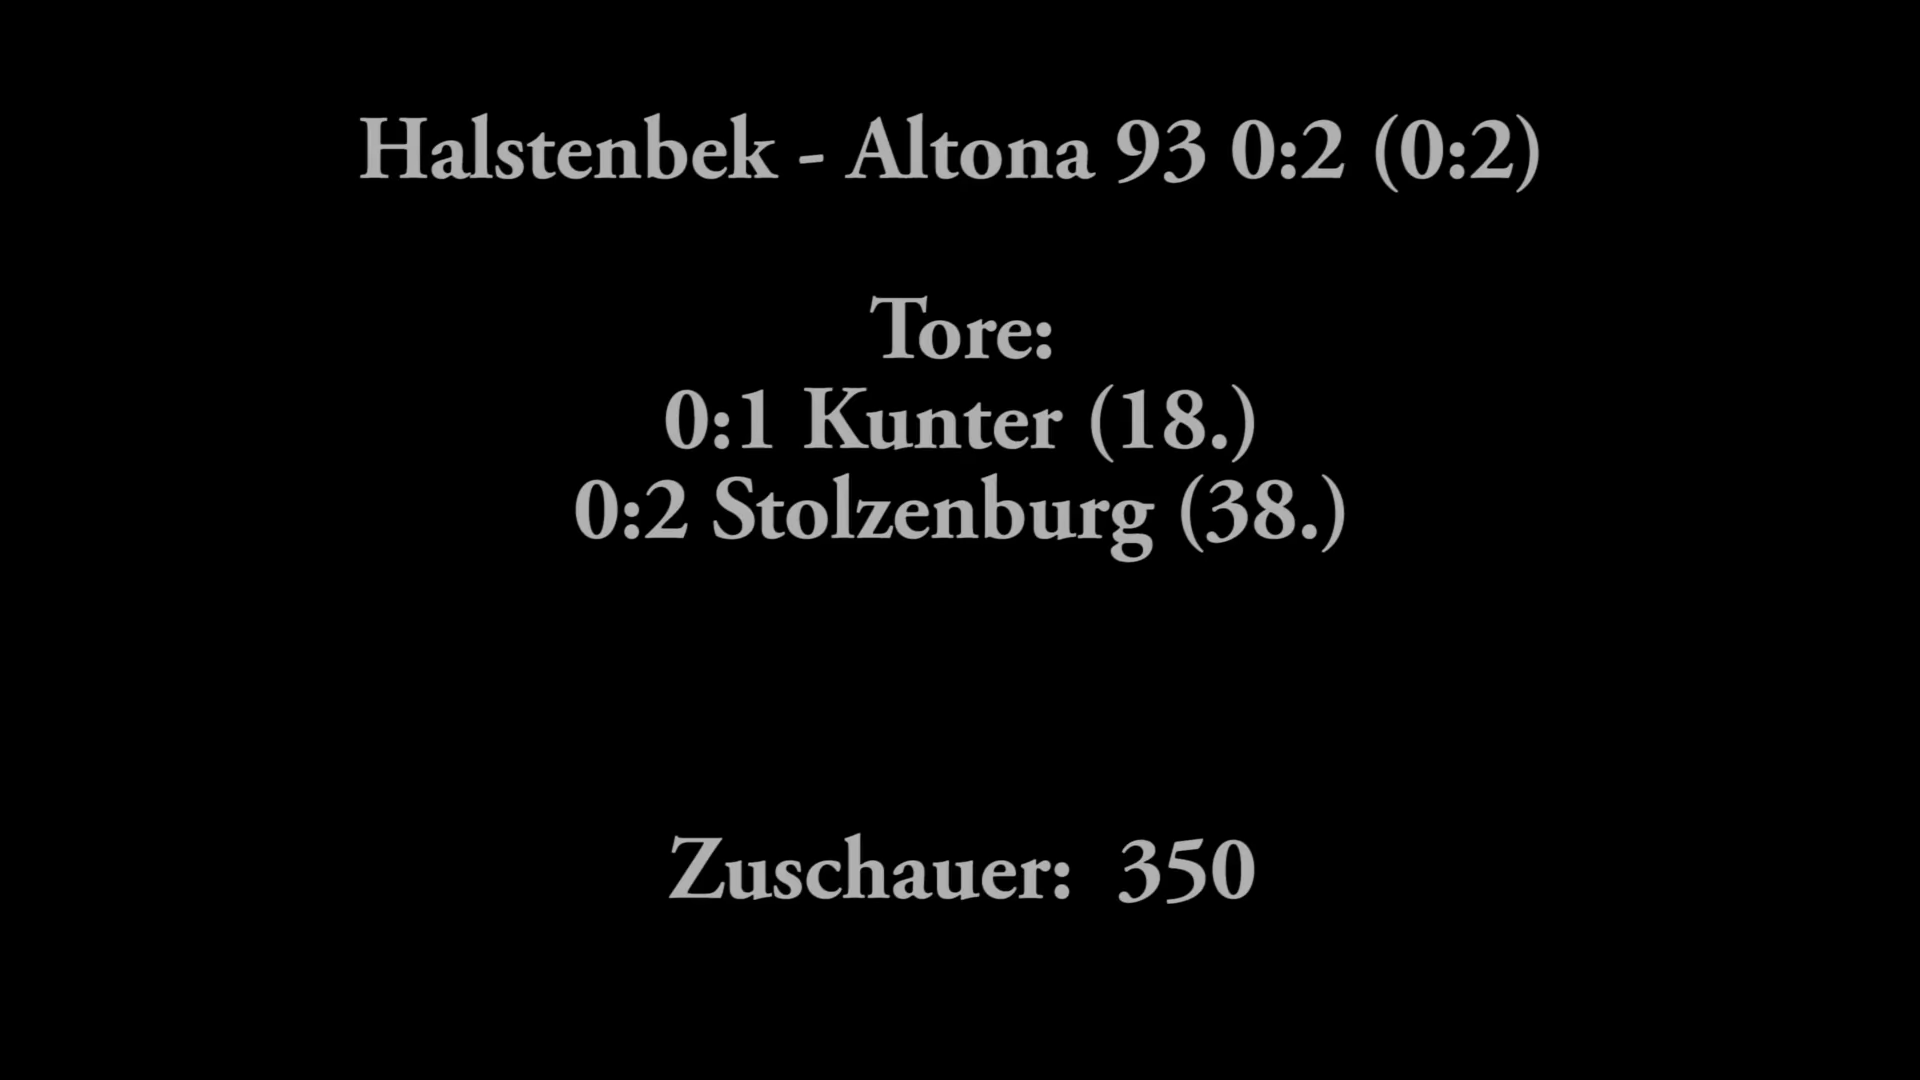 Halstenbek - Altona 93 0:2 (0:2)
Tore:
0:1 Kunter (18.)
0:2 Stolzenburg (38.)
Zuschauer:  350